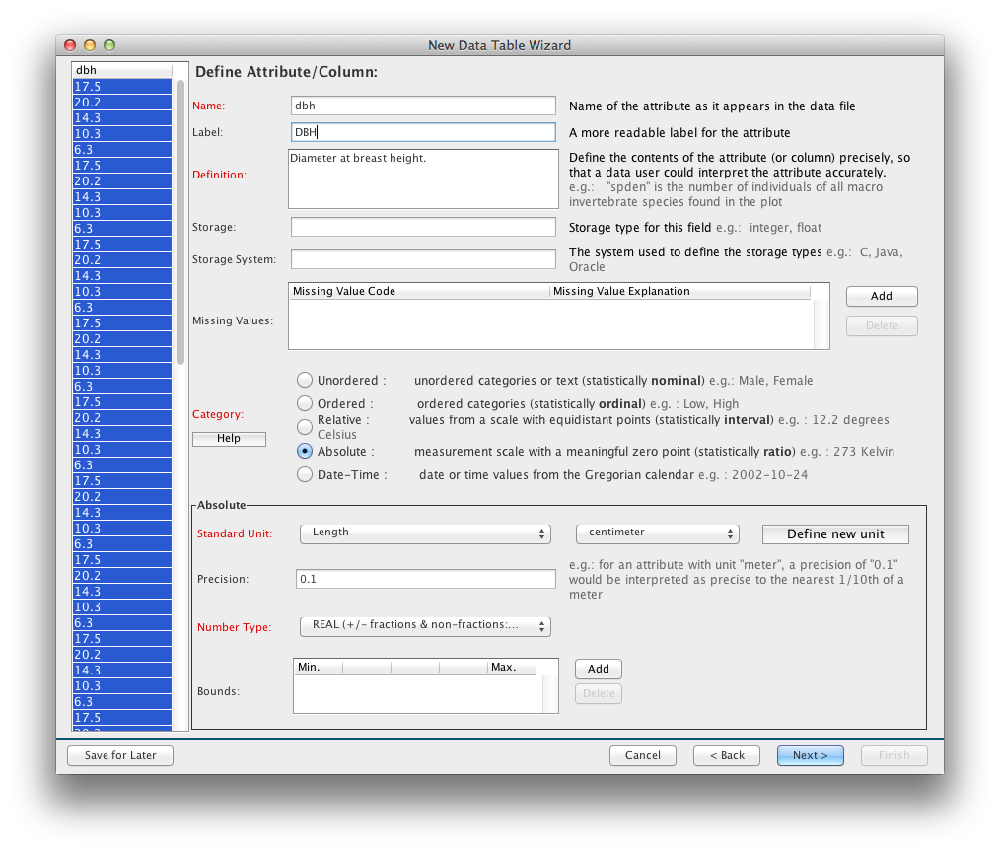 New Data Table Wizard
dbh
17.5
20.2
14.3
10.3
6.3
17.5
20.2
14.3
10.3
6.3
17.5
20.2
14.3
10.3
6.3
17.5
20.2
14.3
10.3
6.3
17.5
20.2
14.3
10.3
6.3
17.5
20.2
14.3
10.3
6.3
17.5
20.2
14.3
10.3
6.3
17.5
20.2
14.3
10.3
6.3
17.5
Define Attribute/Column:
Name: dbh Name of the attribute as it appears in the data file
Label: DBH A more readable label for the attribute
Definition: Diameter at breast height.
Define the contents of the attribute (or column) precisely, so
that a data user could interpret the attribute accurately.
e.g.: "spden" is the number of individuals of all macro
invertebrate species found in the plot
Storage: Storage type for this field e.g.: integer, float
Storage System: The system used to define the storage types e.g.: C, Java,
Oracle
Missing Values: Missing Value Code Missing Value Explanation
Add
Delete
Category:
Help
Unordered : unordered categories or text (statistically nominal) e.g.: Male, Female
Ordered : ordered categories (statistically ordinal) e.g. : Low, High
Relative : values from a scale with equidistant points (statistically interval) e.g. : 12.2 degrees
Celsius
Absolute : measurement scale with a meaningful zero point (statistically ratio) e.g. : 273 Kelvin
Date-Time : date or time values from the Gregorian calendar e.g. : 2002-10-24
Absolute
Standard Unit: Length centimeter Define new unit
Precision: 0.1
e.g.: for an attribute with unit "meter", a precision of "0.1"
would be interpreted as precise to the nearest 1/10th of a
meter
Number Type: REAL (+/- fractions & non-fractions:...
Bounds: Min. Max.
Add
Delete
Save for Later Cancel < Back Next > Finish